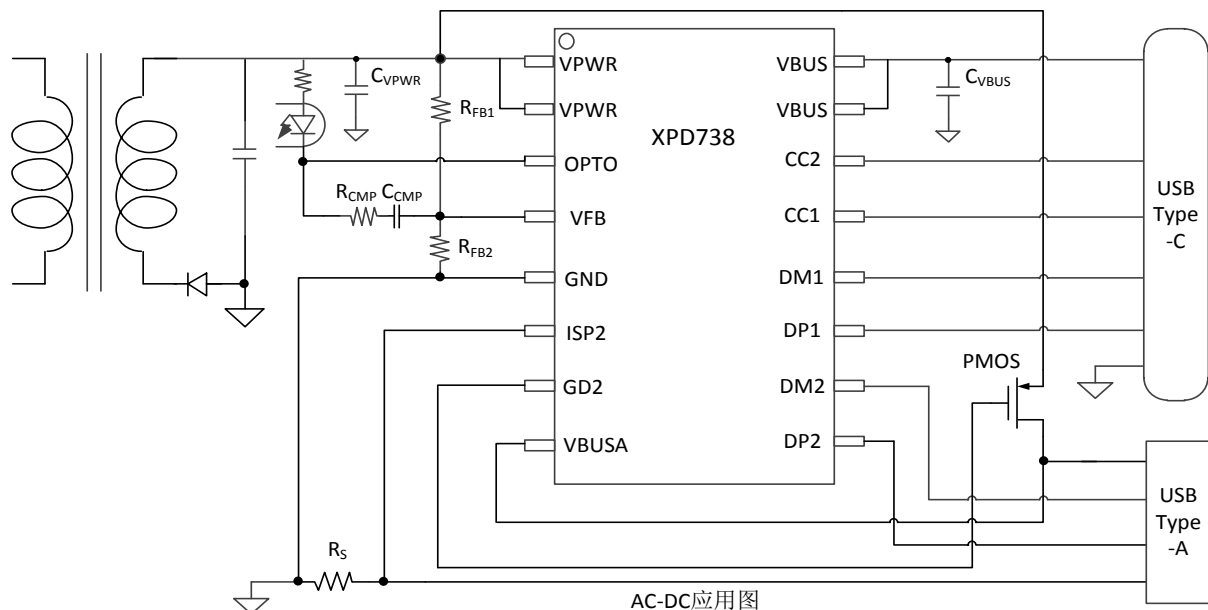 VPWR
VPWR
OPTO
VFB
GND
ISP2
GD2
VBUSA
XPD738
VBUS
VBUS
CC2
CC1
DM1
DP1
DM2
DP2
CVPWR
RFB1
RCMP
CCMP
RFB2
RS
CVBUS
PMOS
USB
Type
-C
USB
Type
-A
AC-DC应用图